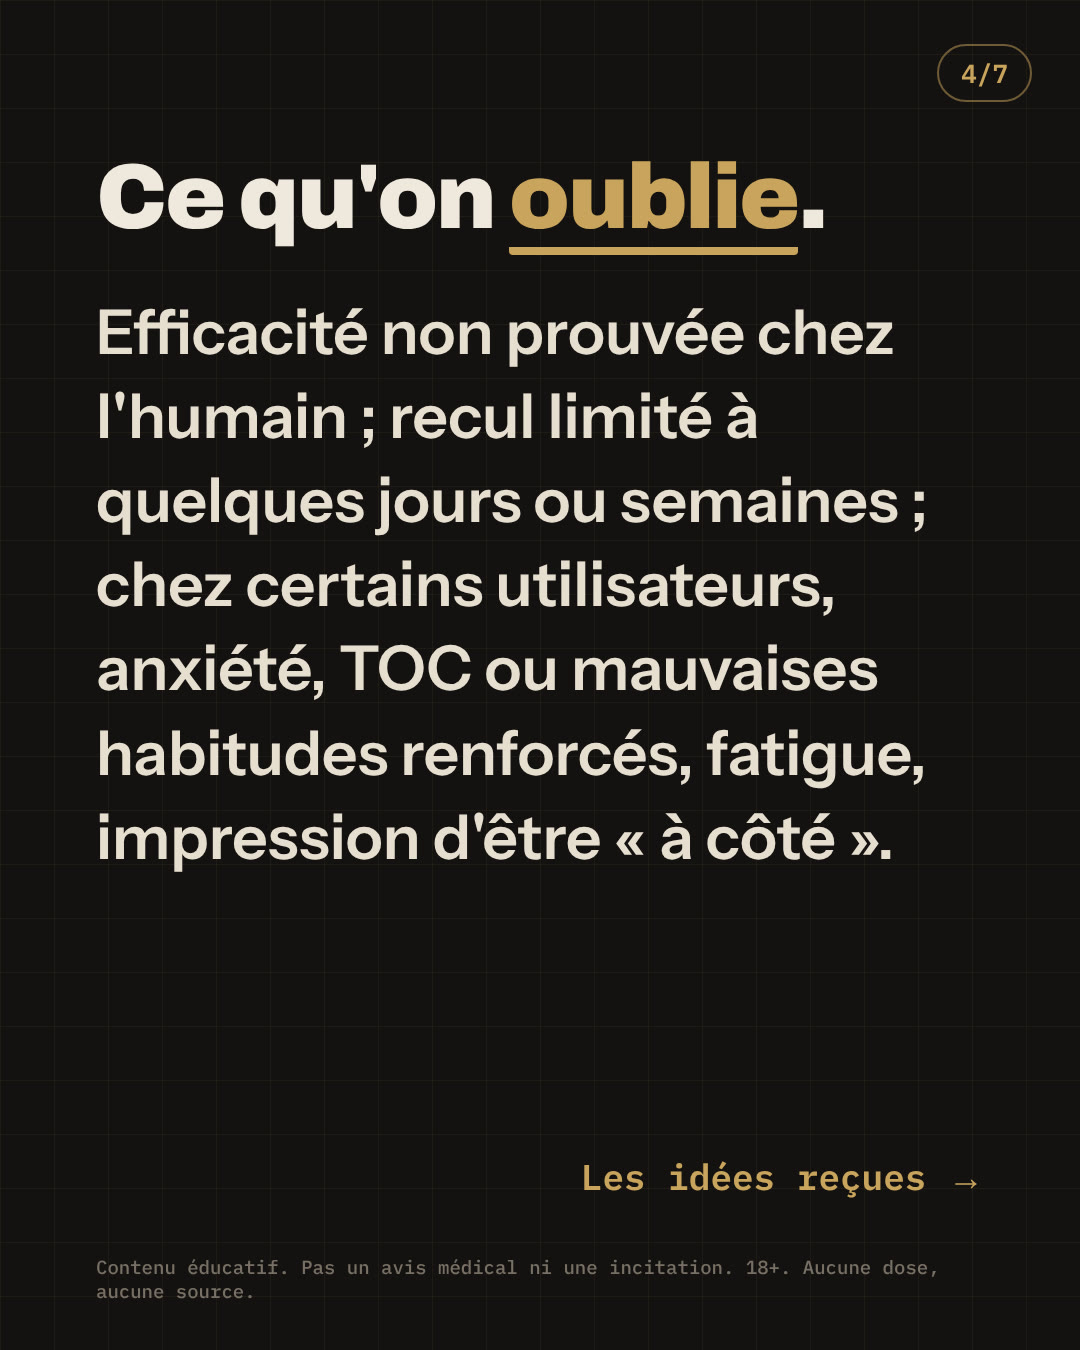 4/7
Ce qu'on oublie.
Efficacité non prouvée chez
l'humain ; recul limité à
quelques jours ou semaines ;
chez certains utilisateurs,
anxiété, TOC ou mauvaises
habitudes renforcés, fatigue,
impression d'être « à côté ».
Les idées reçues →
Contenu éducatif. Pas un avis médical ni une incitation. 18+. Aucune dose,
aucune source.